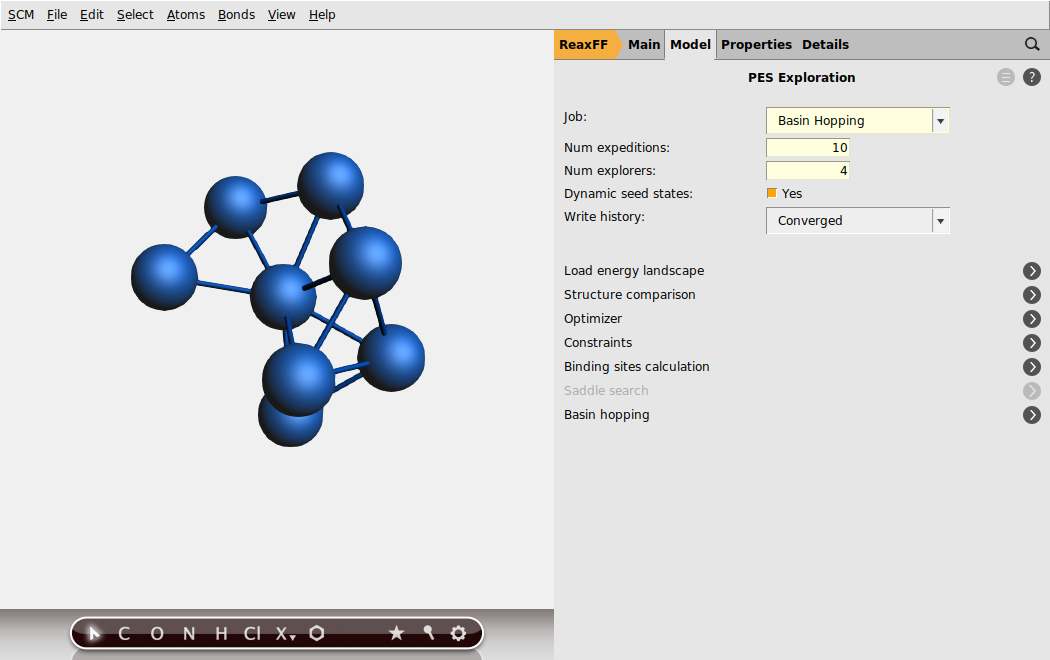 SCM File Edit Select Atoms Bonds View Help
ReaxFF Main Model Properties Details
PES Exploration ?
Job: Basin Hopping
Num expeditions: 10
Num explorers: 4
Dynamic seed states: Yes
Write history: Converged
Load energy landscape
Structure comparison
Optimizer
Constraints
Binding sites calculation
Saddle search
Basin hopping
C O N H Cl X